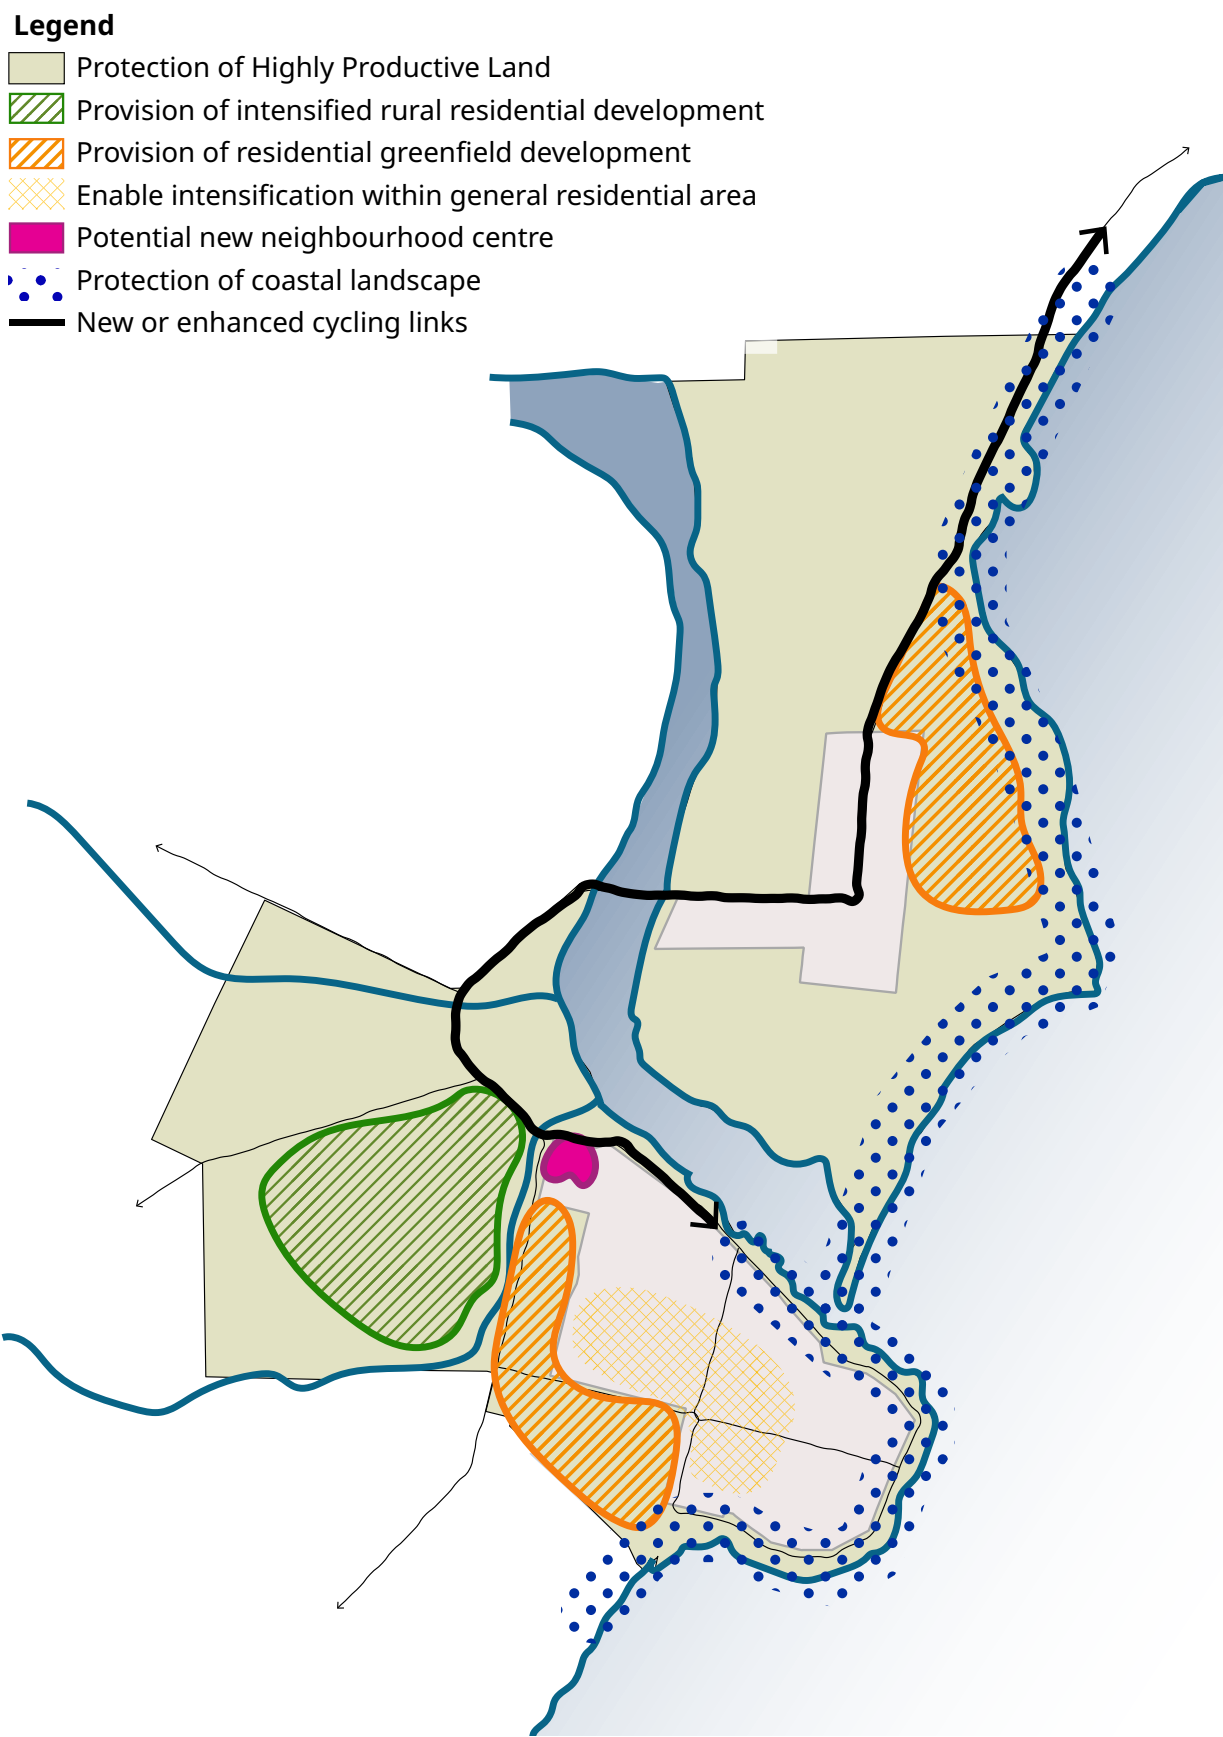 Legend
Protection of Highly Productive Land
Provision of intensified rural residential development
Provision of residential greenfield development
Enable intensification within general residential area
Potential new neighbourhood centre
Protection of coastal landscape
New or enhanced cycling links